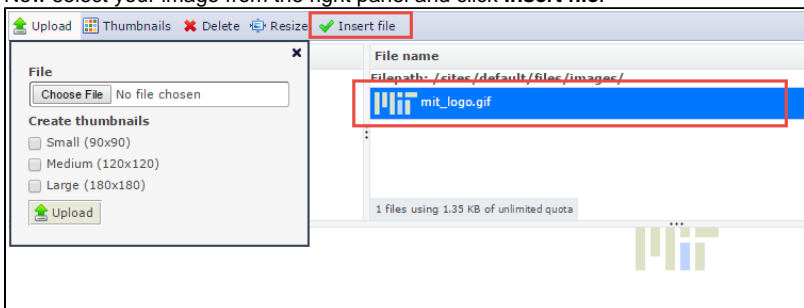 Now select your image from the right panel and click Insert file.
Upload Thumbnails Delete Resize Insert file
File
Choose File No file chosen
Create thumbnails
Small (90x90)
Medium (120x120)
Large (180x180)
Upload
File name
Filepath: /sites/default/files/images/
MIT mit_logo.gif
1 files using 1.35 KB of unlimited quota
MIT